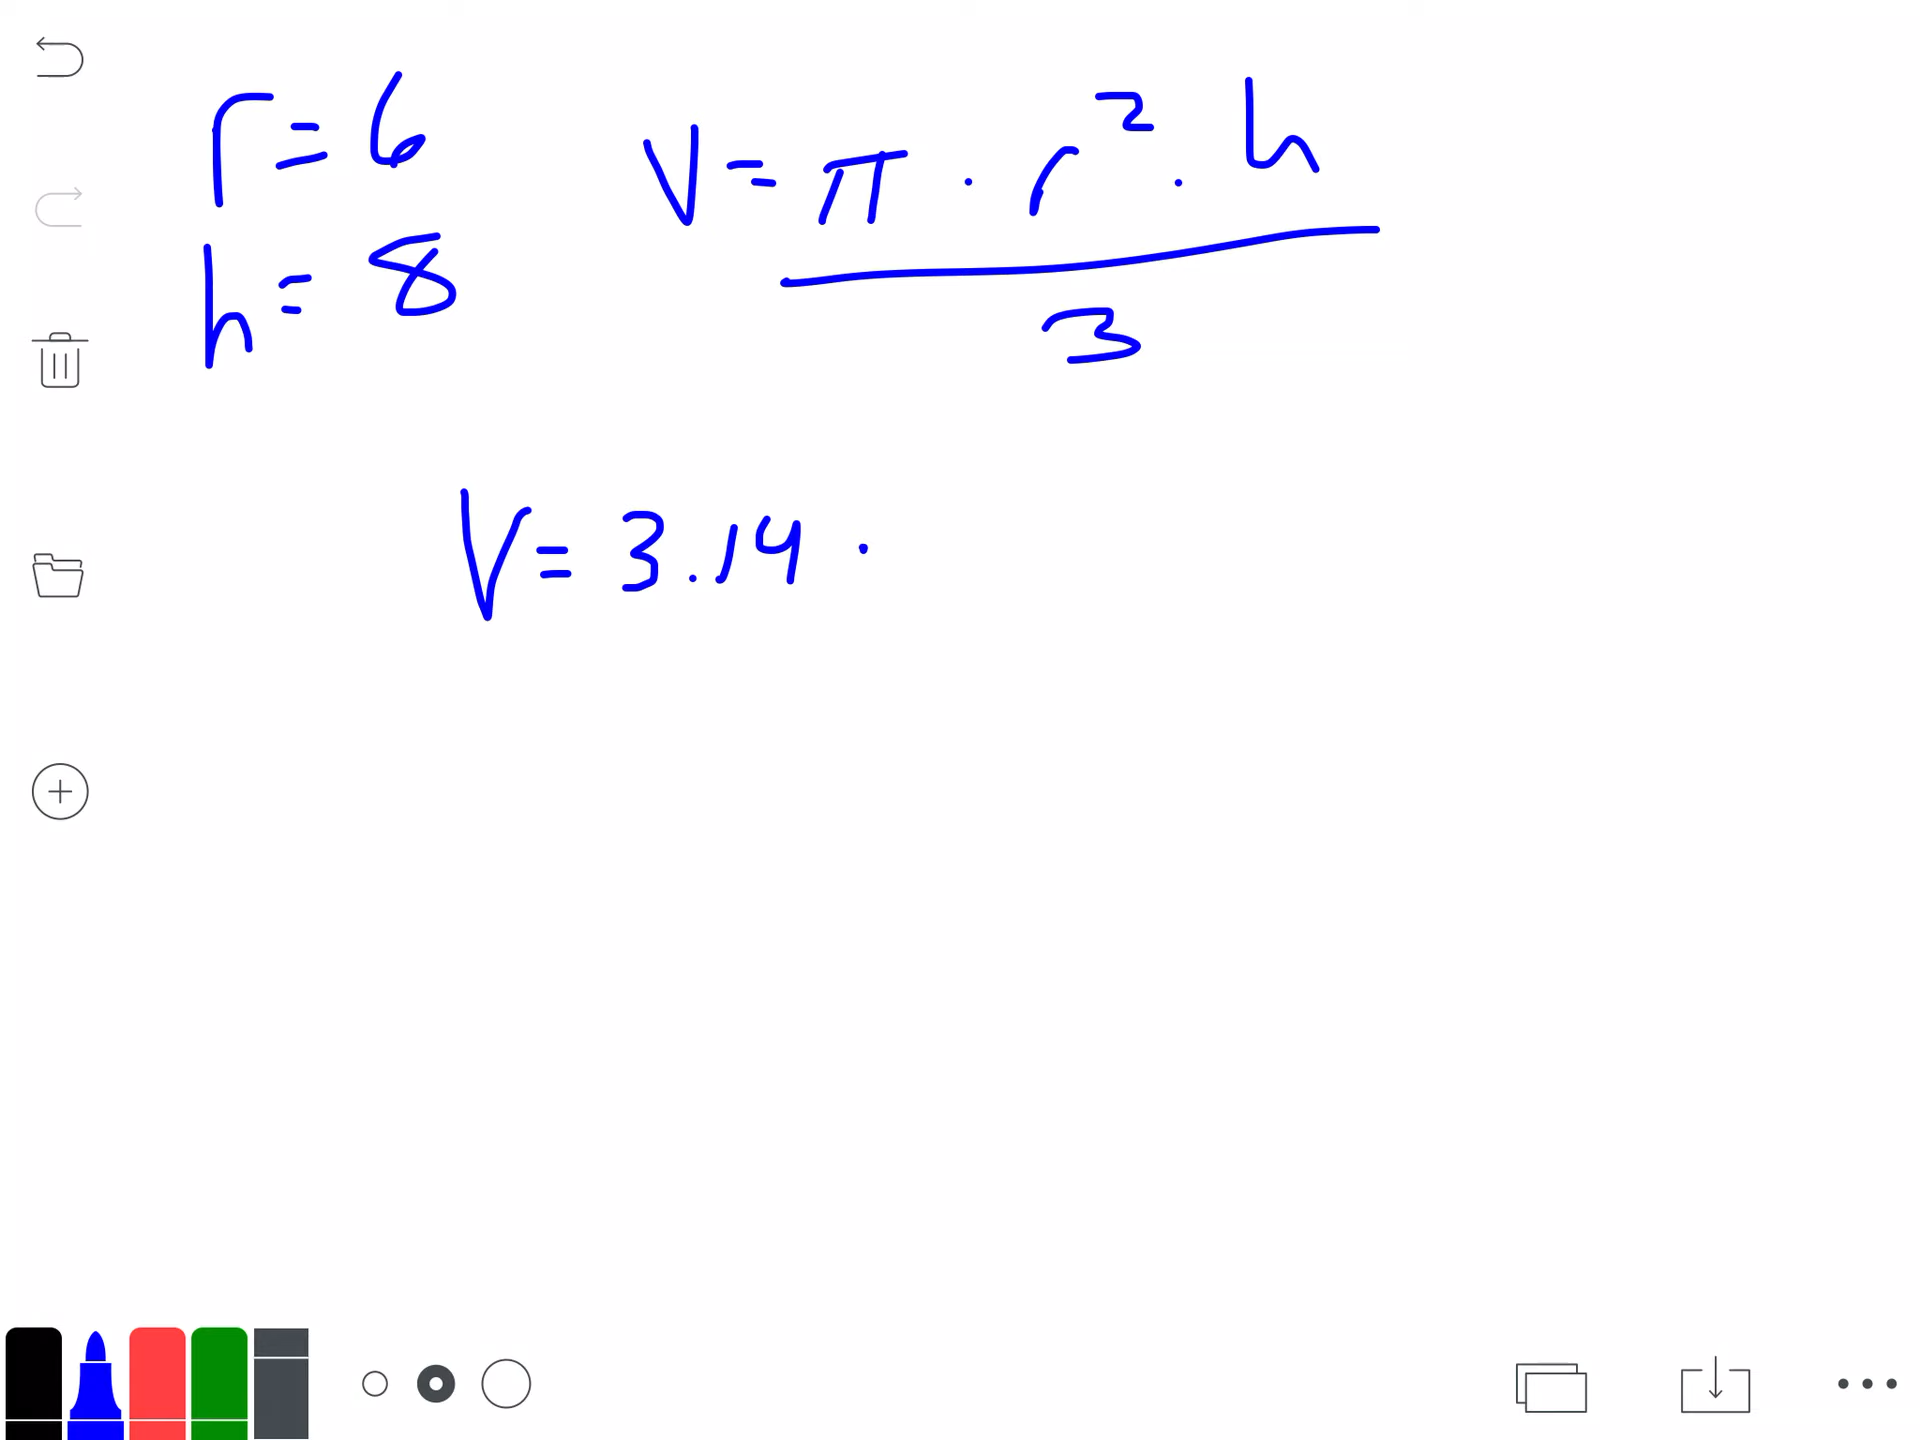 r = 6
h = 8
V = π · r² · h
3
V = 3.14 ·